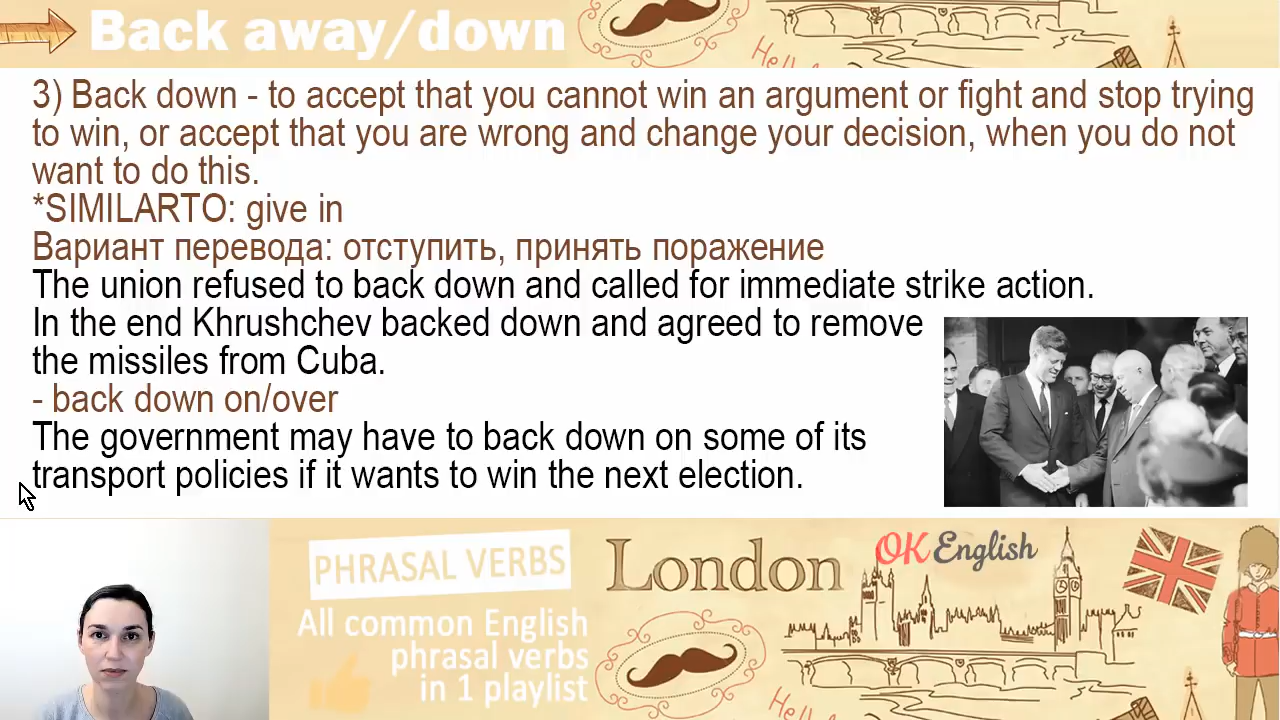 Back away/down
Hell
3) Back down - to accept that you cannot win an argument or fight and stop trying
to win, or accept that you are wrong and change your decision, when you do not
want to do this.
*SIMILARTO: give in
Вариант перевода: отступить, принять поражение
The union refused to back down and called for immediate strike action.
In the end Khrushchev backed down and agreed to remove
the missiles from Cuba.
- back down on/over
The government may have to back down on some of its
transport policies if it wants to win the next election.
PHRASAL VERBS
All common English
phrasal verbs
in 1 playlist
London
OK English
Hell